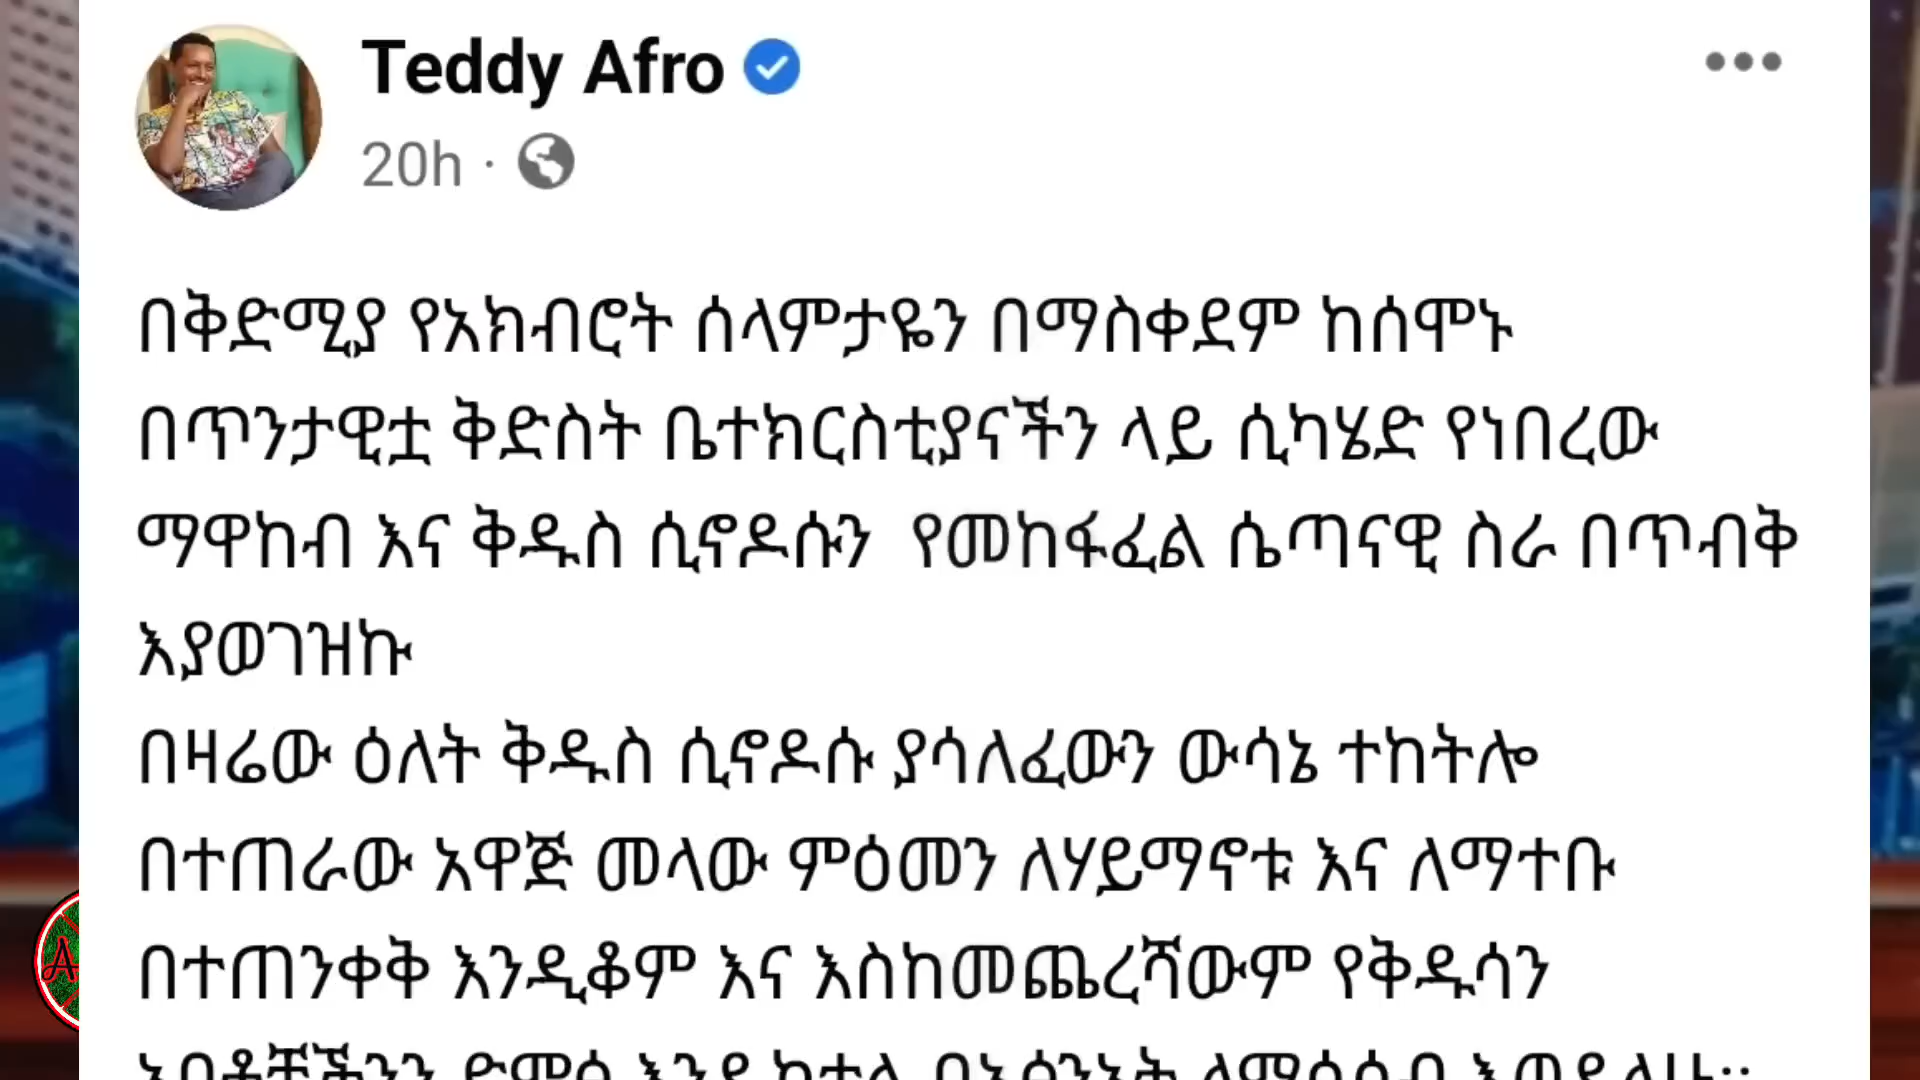 Teddy Afro
20h ·
በቅድሚያ የአክብሮት ሰላምታዬን በማስቀደም ከሰሞኑ
በጥንታዊቷ ቅድስት ቤተክርስቲያናችን ላይ ሲካሄድ የነበረው
ማዋከብ እና ቅዱስ ሲኖዶሱን የመከፋፈል ሴጣናዊ ስራ በጥብቅ
እያወገዝኩ
በዛሬው ዕለት ቅዱስ ሲኖዶሱ ያሳለፈውን ውሳኔ ተከትሎ
በተጠራው አዋጅ መላው ምዕመን ለሃይማኖቱ እና ለማተቡ
በተጠንቀቅ እንዲቆም እና እስከመጨረሻውም የቅዱሳን